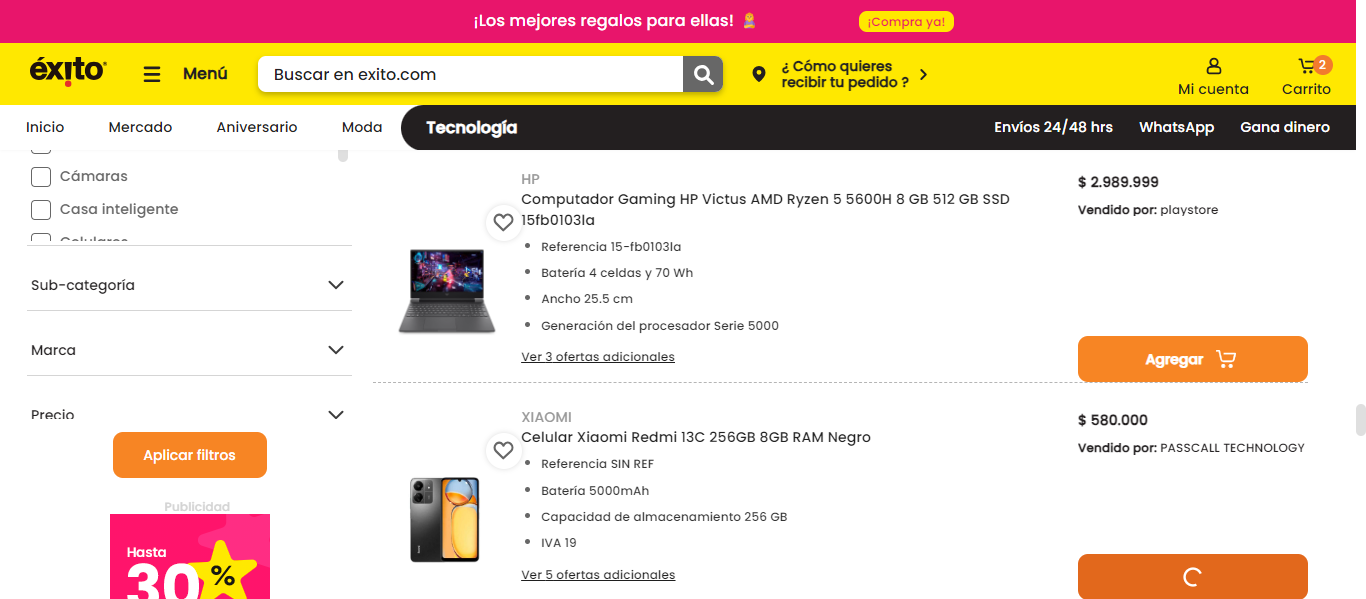 ¡Los mejores regalos para ellas!
¡Compra ya!
éxito
Menú
Buscar en exito.com
¿ Cómo quieres
recibir tu pedido ?
Mi cuenta
2
Carrito
Inicio
Mercado
Aniversario
Moda
Tecnología
Envíos 24/48 hrs
WhatsApp
Gana dinero
Cámaras
Casa inteligente
Celulares
Sub-categoría
Marca
Precio
Aplicar filtros
Publicidad
Hasta
30 %
HP
Computador Gaming HP Victus AMD Ryzen 5 5600H 8 GB 512 GB SSD
15fb0103la
Referencia 15-fb0103la
Batería 4 celdas y 70 Wh
Ancho 25.5 cm
Generación del procesador Serie 5000
Ver 3 ofertas adicionales
$ 2.989.999
Vendido por: playstore
Agregar
XIAOMI
Celular Xiaomi Redmi 13C 256GB 8GB RAM Negro
Referencia SIN REF
Batería 5000mAh
Capacidad de almacenamiento 256 GB
IVA 19
Ver 5 ofertas adicionales
$ 580.000
Vendido por: PASSCALL TECHNOLOGY